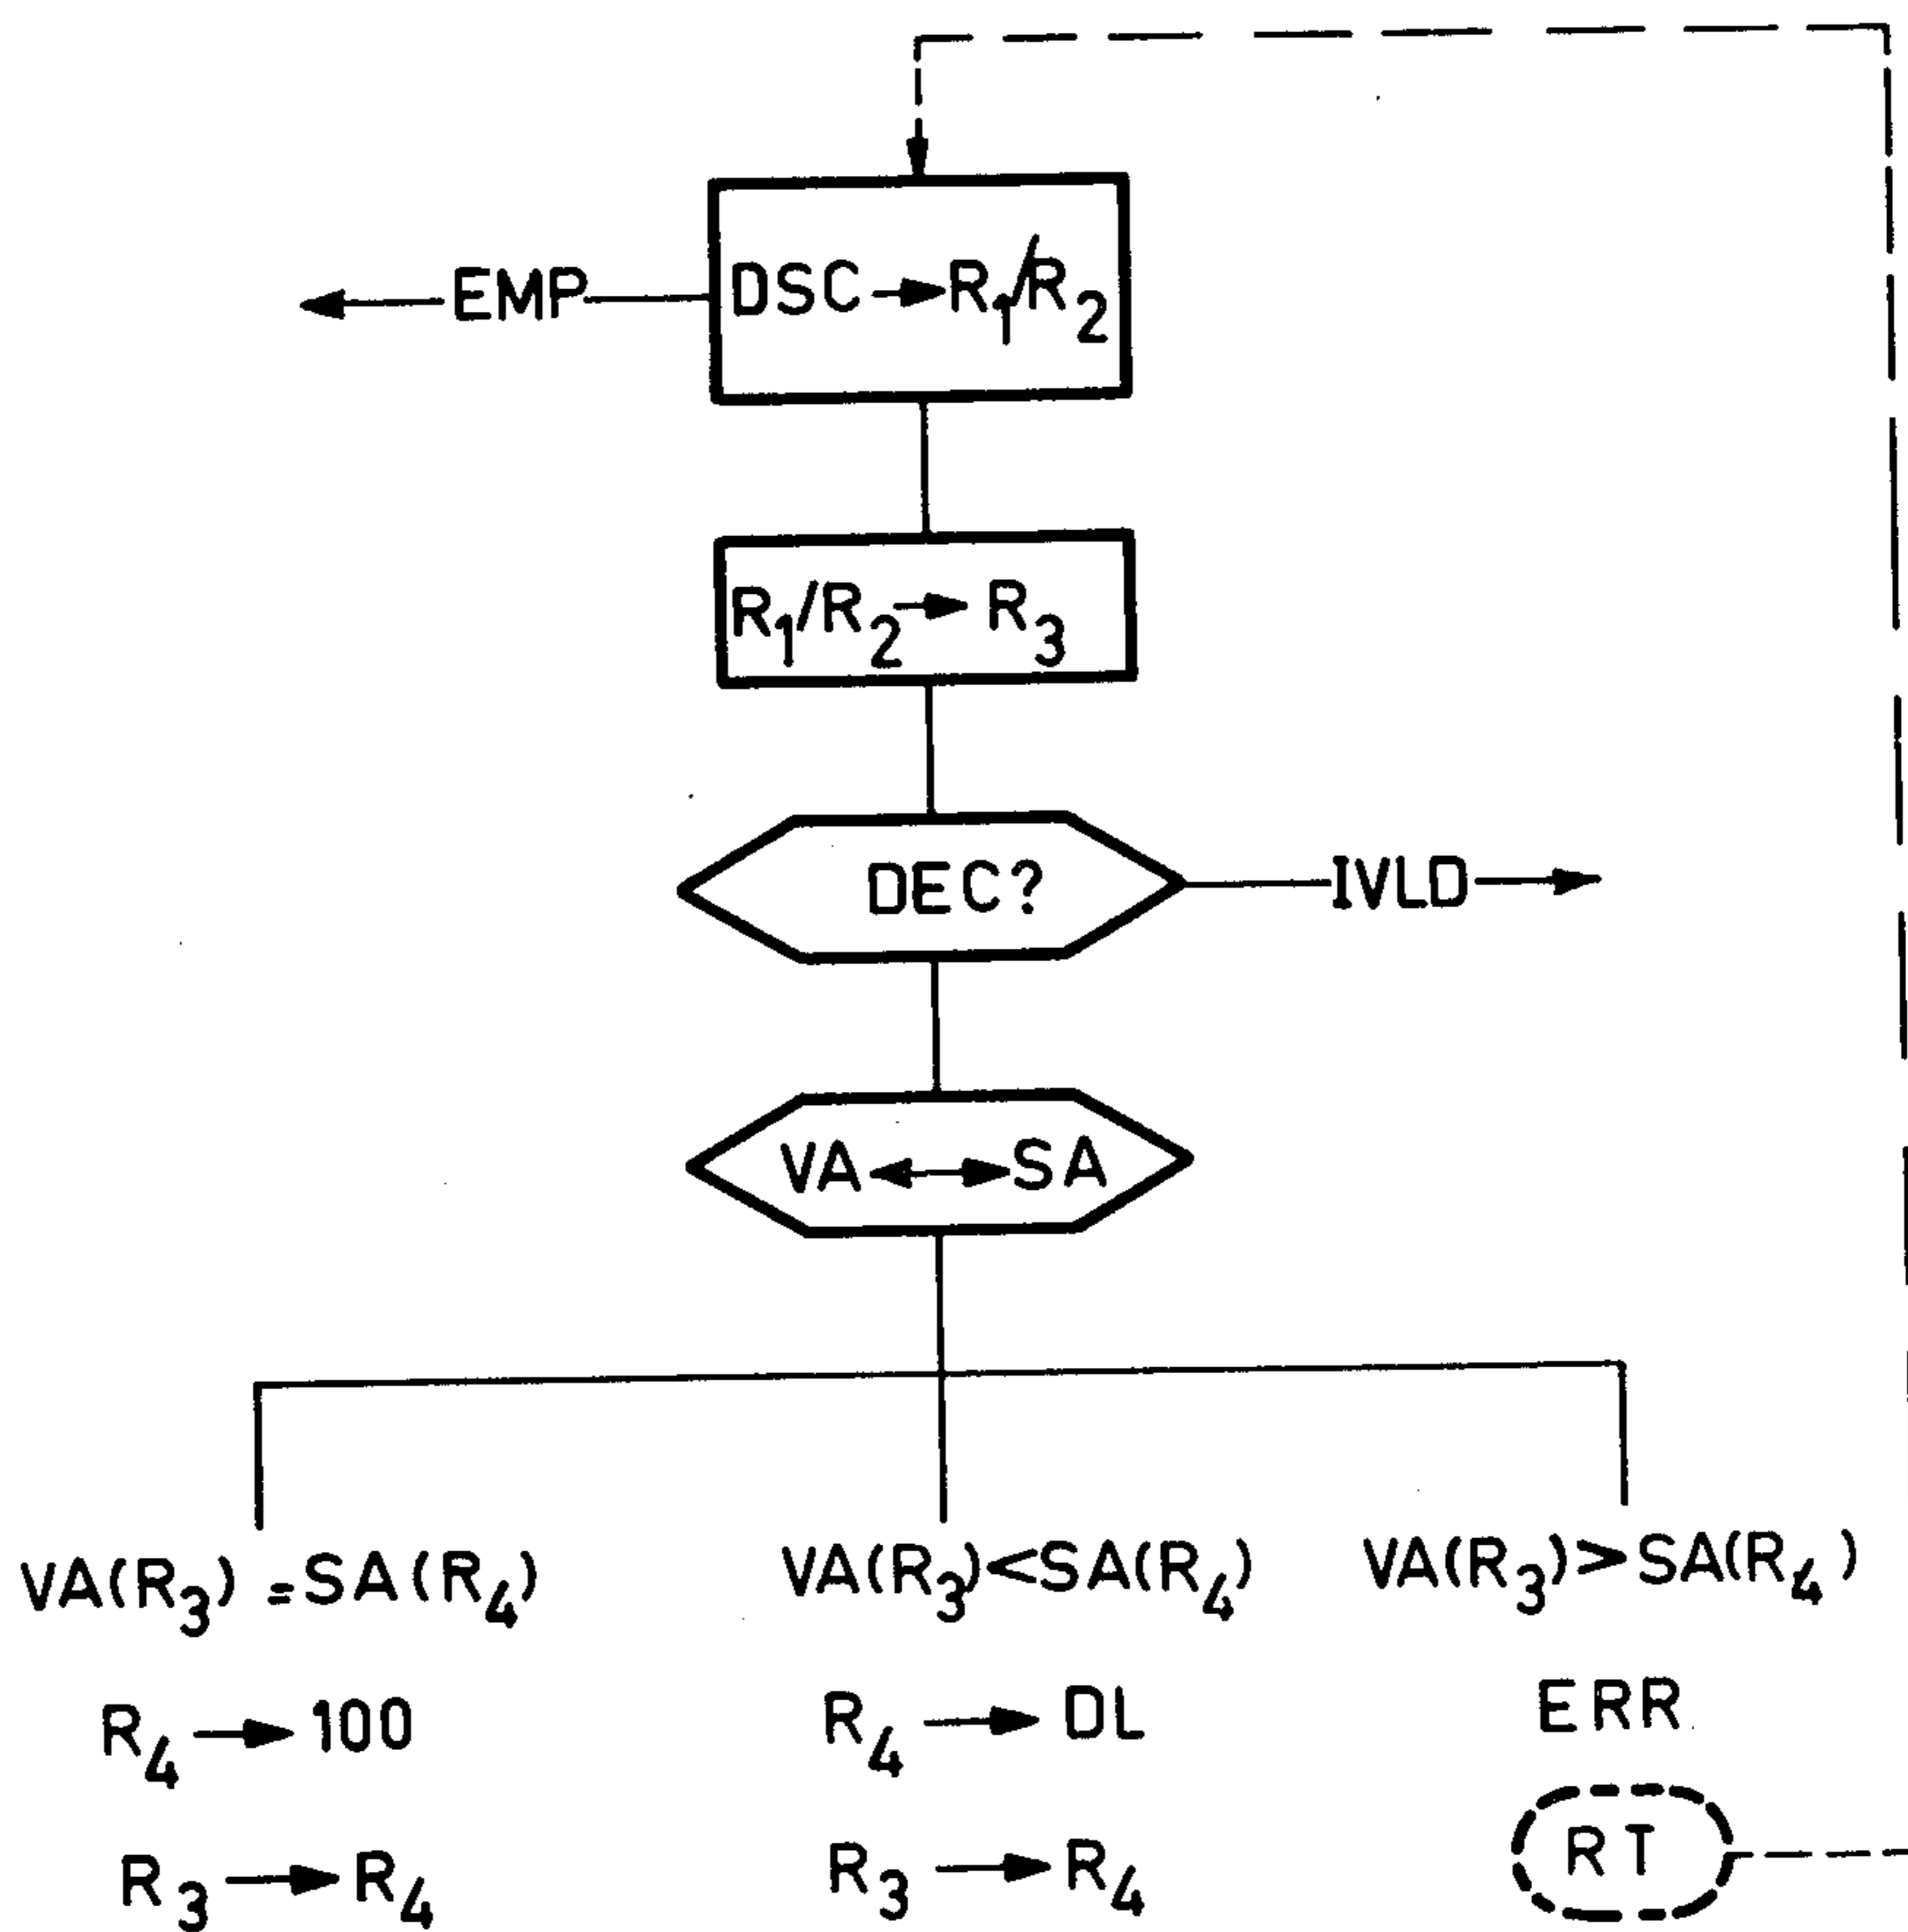 EMP DSC → R1/R2
R1/R2 → R3
DEC? IVLD
VA ↔ SA
VA(R3) = SA(R4) VA(R3) < SA(R4) VA(R3) > SA(R4)
R4 → 100 R4 → DL ERR
R3 → R4 R3 → R4 RT